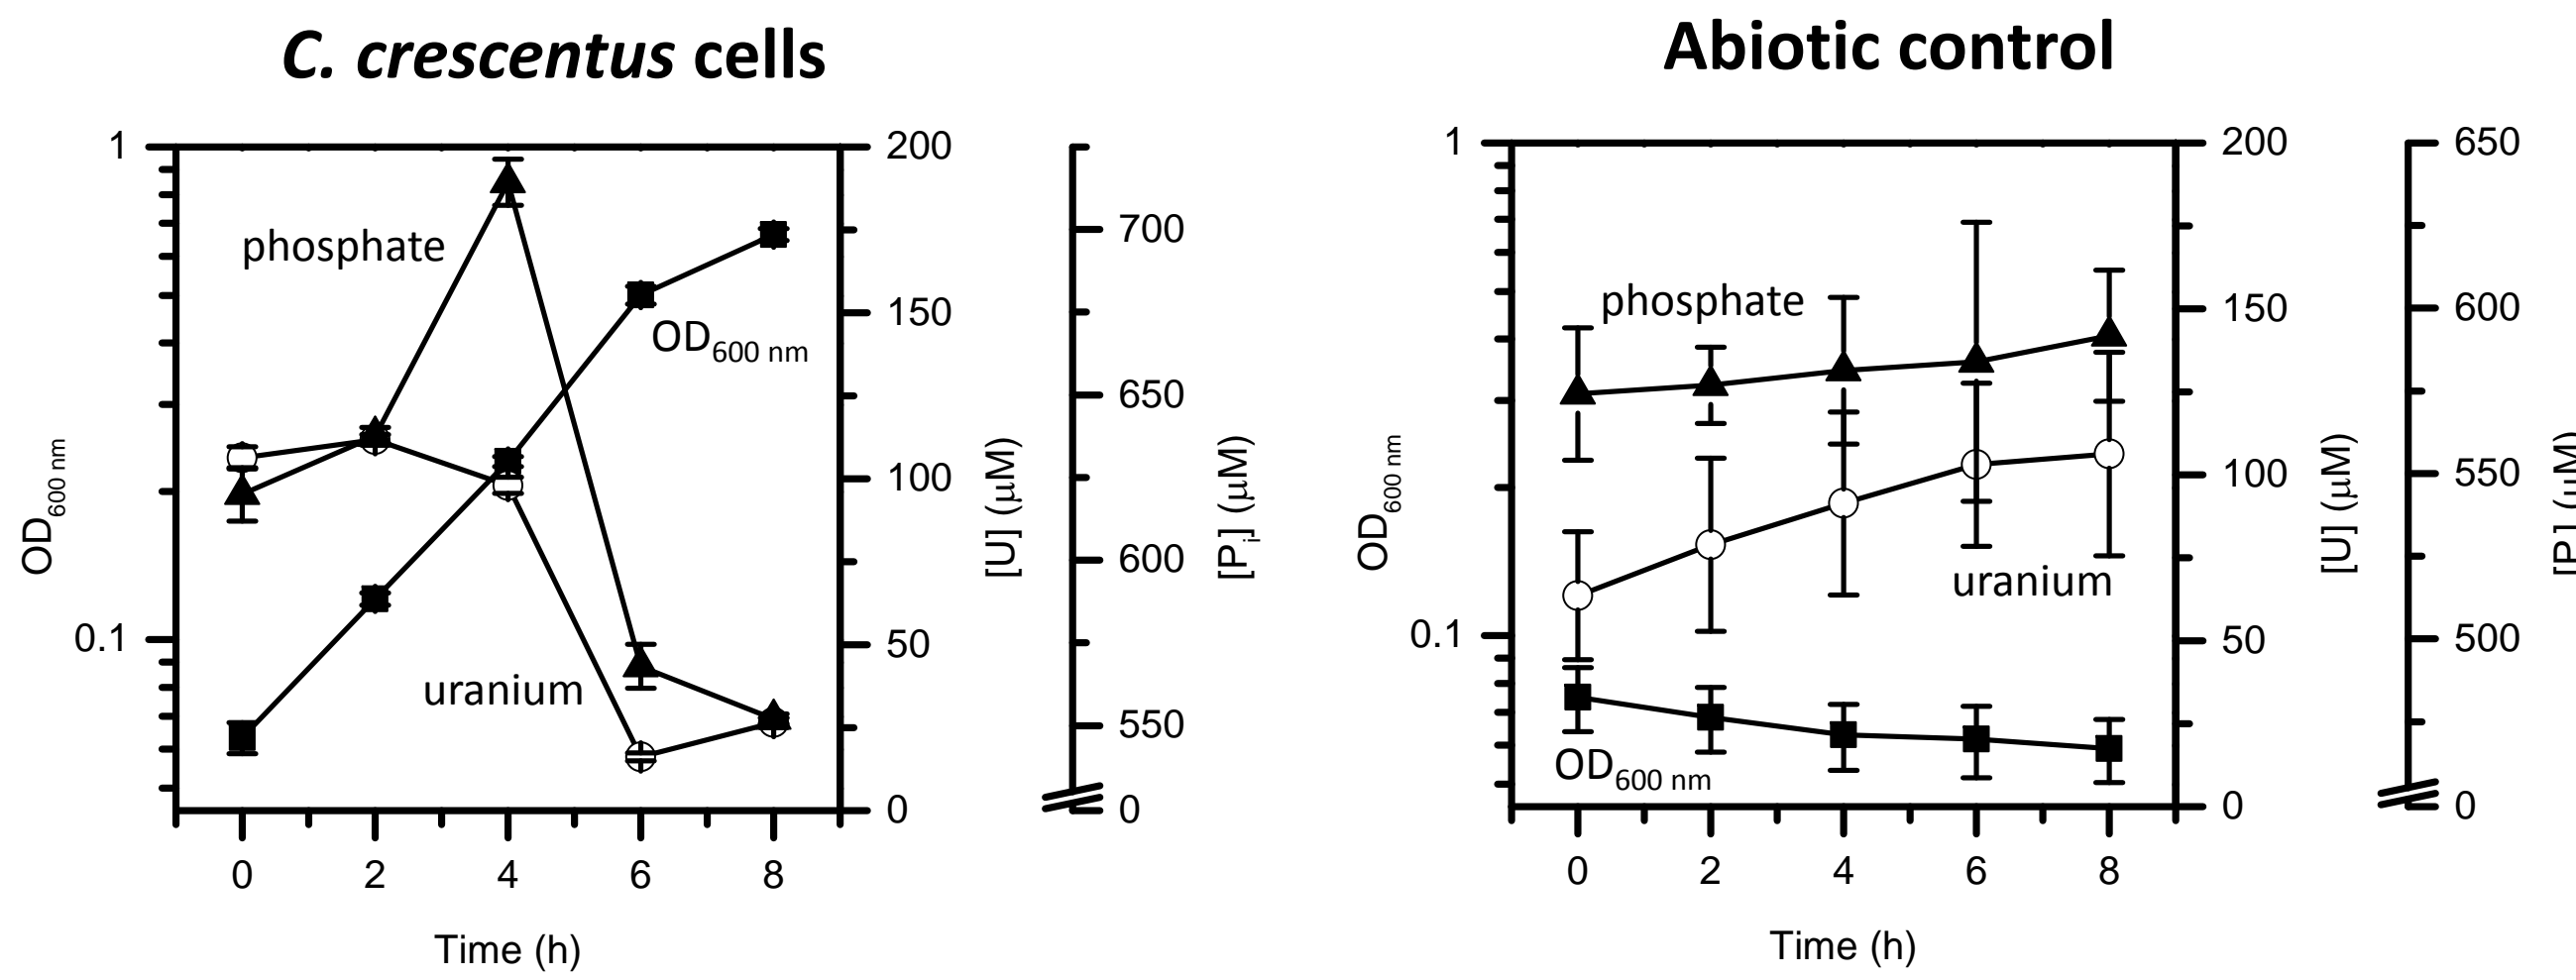 C. crescentus cells
1
0.1
OD600 nm
phosphate
OD600 nm
uranium
200
150
100
50
0
[U] (μM)
700
650
600
550
0
[Pi] (μM)
0 2 4 6 8
Time (h)
Abiotic control
1
0.1
OD600 nm
phosphate
uranium
OD600 nm
200
150
100
50
0
[U] (μM)
650
600
550
500
0
0 2 4 6 8
Time (h)